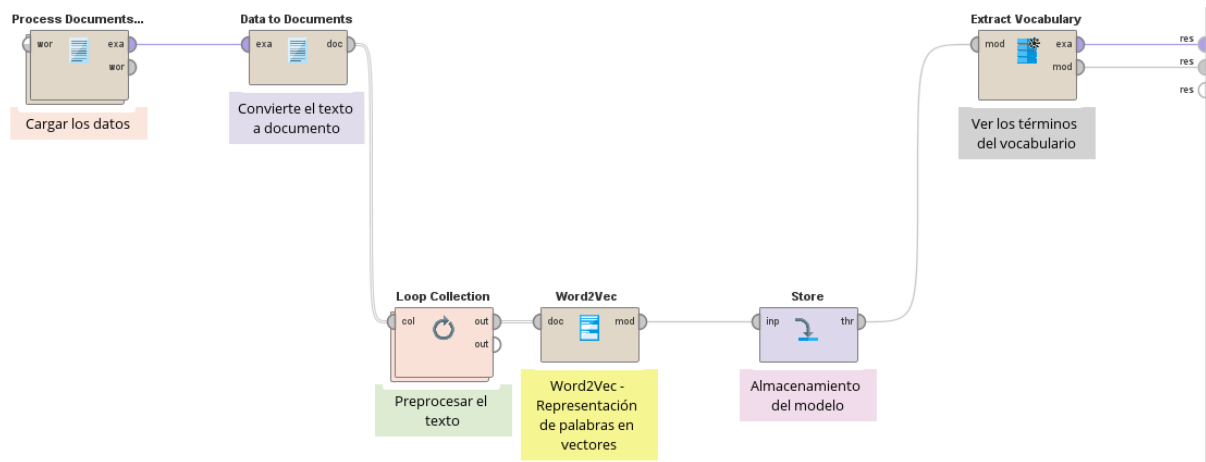 Process Documents...
wor
exa
wor
Cargar los datos
Data to Documents
exa
doc
Convierte el texto
a documento
Extract Vocabulary
mod
exa
mod
Ver los términos
del vocabulario
res
res
res
Loop Collection
col
out
out
Preprocesar el
texto
Word2Vec
doc
mod
Word2Vec -
Representación
de palabras en
vectores
Store
inp
thr
Almacenamiento
del modelo